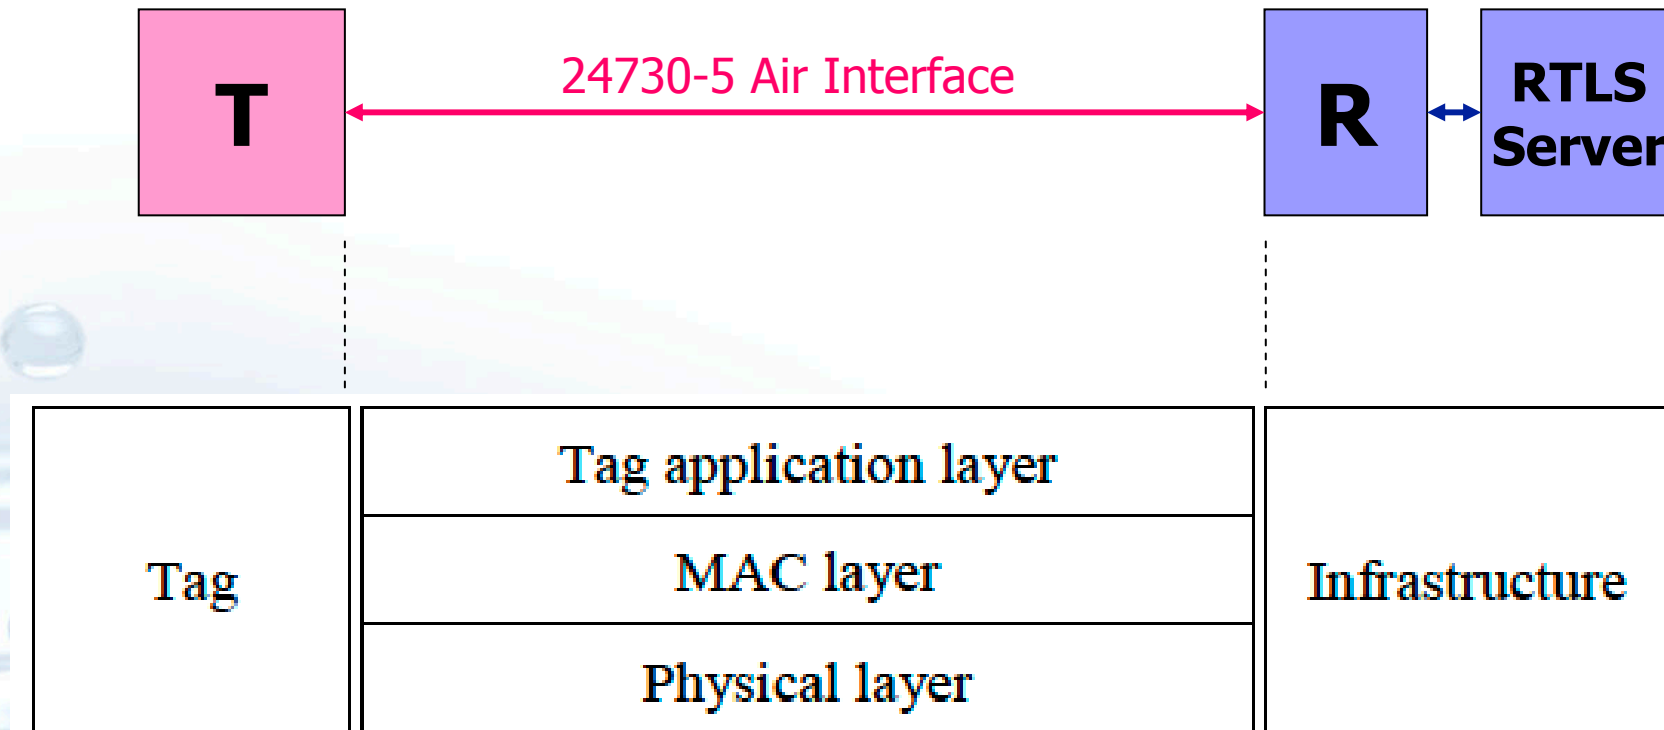 T
24730-5 Air Interface
R
RTLS
Server
Tag application layer
MAC layer
Tag
Infrastructure
Physical layer